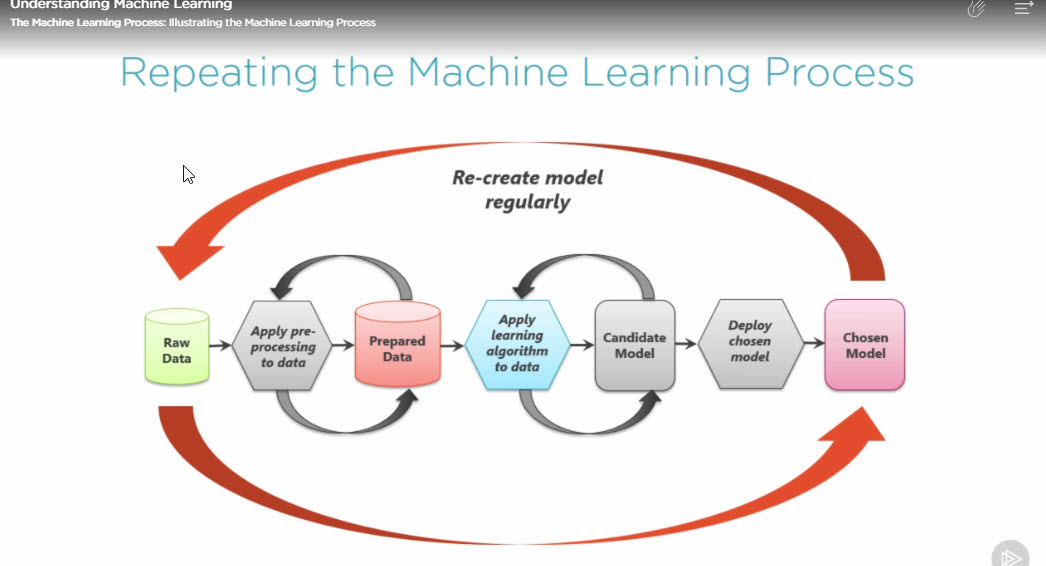 Understanding Machine Learning
The Machine Learning Process: Illustrating the Machine Learning Process
Repeating the Machine Learning Process
Re-create model
regularly
Raw
Data
Apply pre-
processing
to data
Prepared
Data
Apply
learning
algorithm
to data
Candidate
Model
Deploy
chosen
model
Chosen
Model